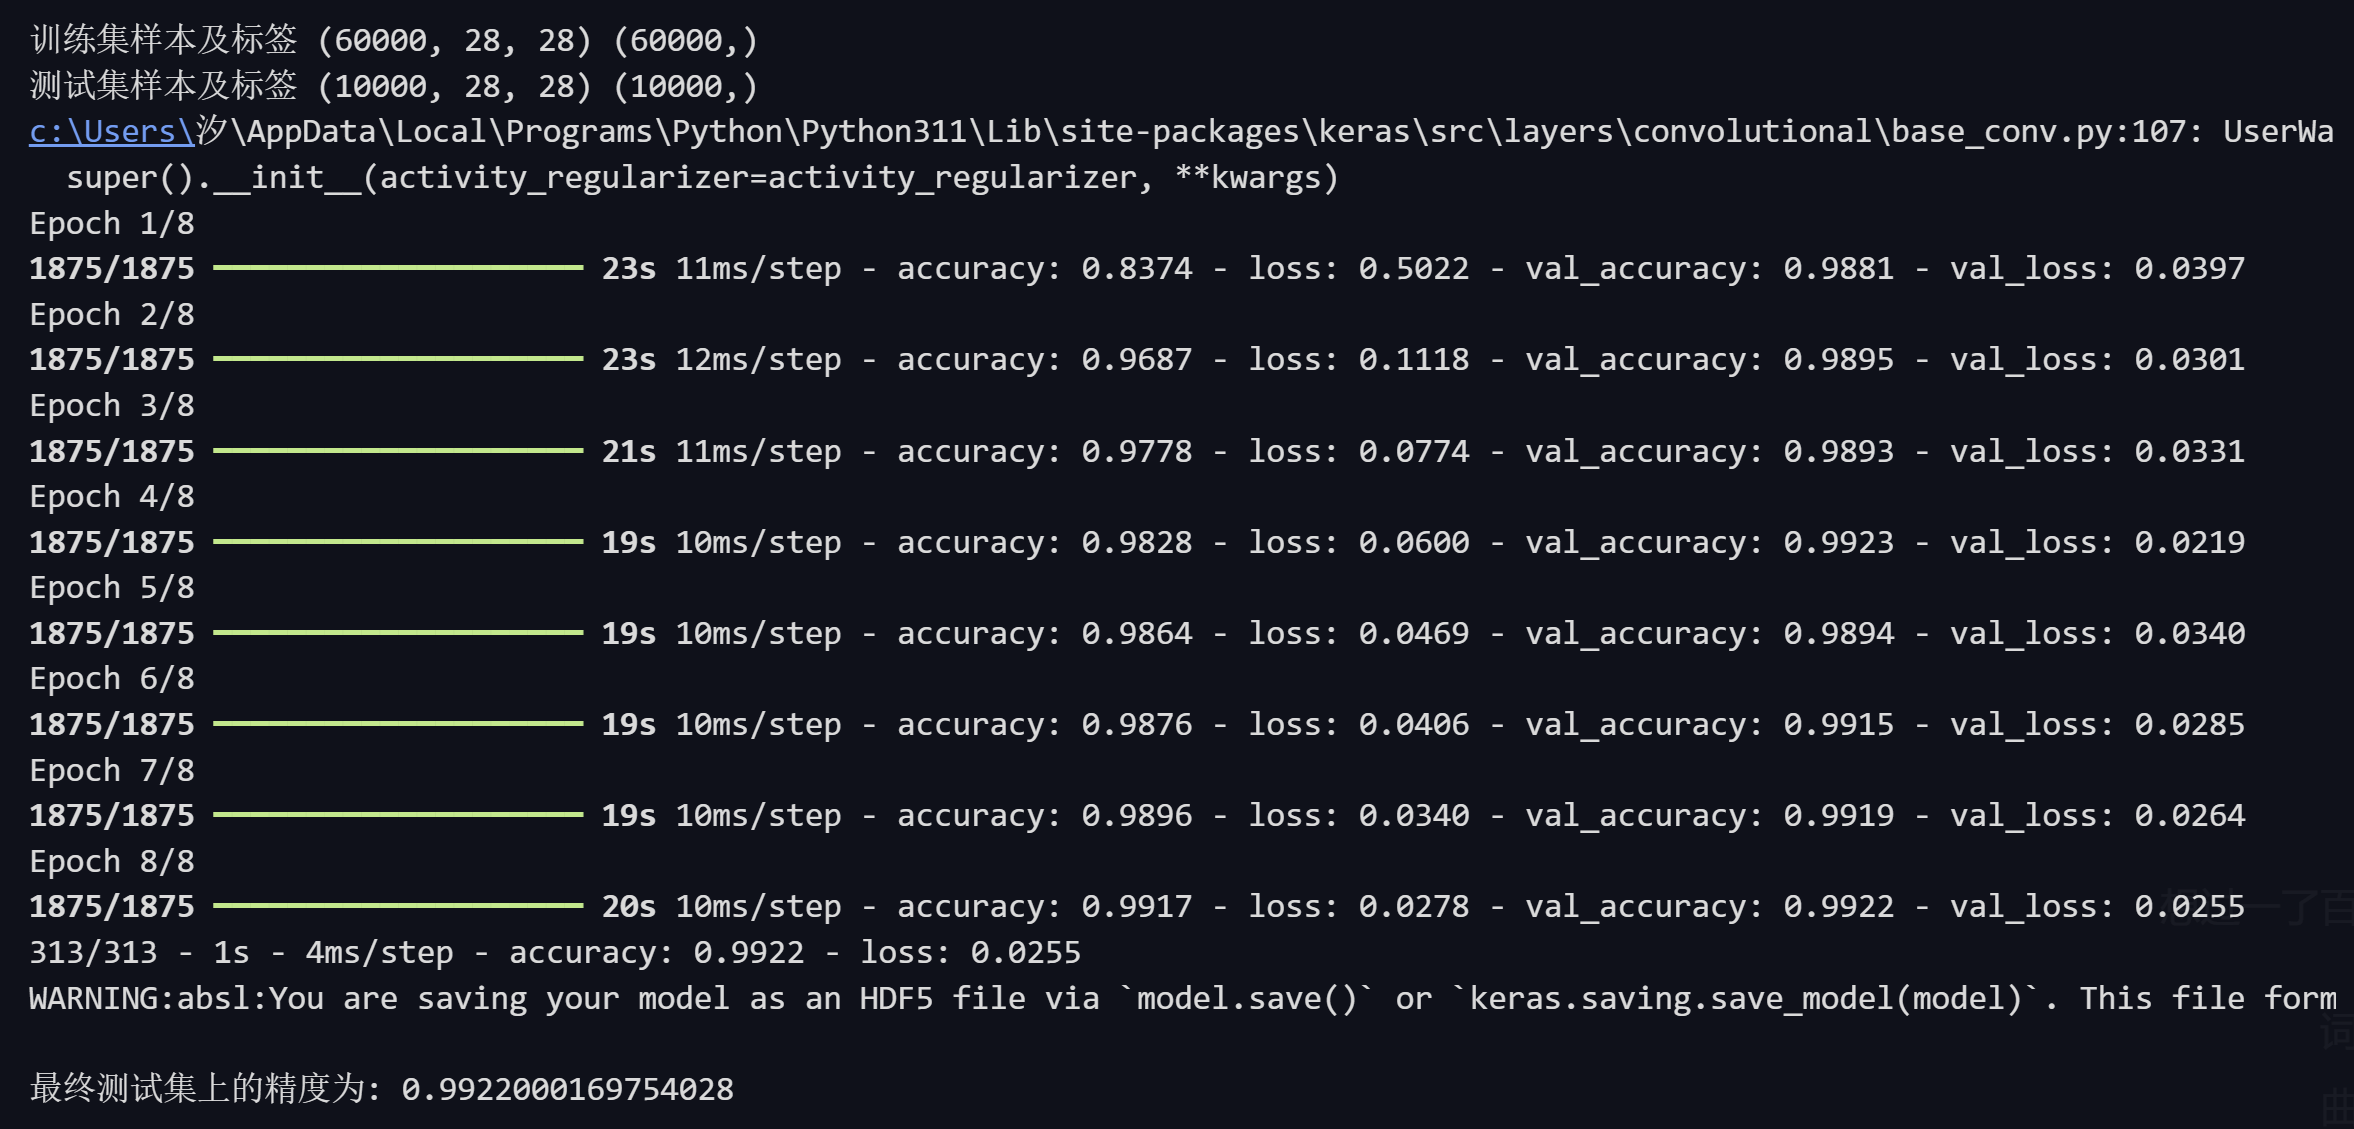 训练集样本及标签 (60000, 28, 28) (60000,)
测试集样本及标签 (10000, 28, 28) (10000,)
c:\Users\汐\AppData\Local\Programs\Python\Python311\Lib\site-packages\keras\src\layers\convolutional\base_conv.py:107: UserWa
super().__init__(activity_regularizer=activity_regularizer, **kwargs)
Epoch 1/8
1875/1875 ━━━━━━━━━━━━━━━━━━━━ 23s 11ms/step - accuracy: 0.8374 - loss: 0.5022 - val_accuracy: 0.9881 - val_loss: 0.0397
Epoch 2/8
1875/1875 ━━━━━━━━━━━━━━━━━━━━ 23s 12ms/step - accuracy: 0.9687 - loss: 0.1118 - val_accuracy: 0.9895 - val_loss: 0.0301
Epoch 3/8
1875/1875 ━━━━━━━━━━━━━━━━━━━━ 21s 11ms/step - accuracy: 0.9778 - loss: 0.0774 - val_accuracy: 0.9893 - val_loss: 0.0331
Epoch 4/8
1875/1875 ━━━━━━━━━━━━━━━━━━━━ 19s 10ms/step - accuracy: 0.9828 - loss: 0.0600 - val_accuracy: 0.9923 - val_loss: 0.0219
Epoch 5/8
1875/1875 ━━━━━━━━━━━━━━━━━━━━ 19s 10ms/step - accuracy: 0.9864 - loss: 0.0469 - val_accuracy: 0.9894 - val_loss: 0.0340
Epoch 6/8
1875/1875 ━━━━━━━━━━━━━━━━━━━━ 19s 10ms/step - accuracy: 0.9876 - loss: 0.0406 - val_accuracy: 0.9915 - val_loss: 0.0285
Epoch 7/8
1875/1875 ━━━━━━━━━━━━━━━━━━━━ 19s 10ms/step - accuracy: 0.9896 - loss: 0.0340 - val_accuracy: 0.9919 - val_loss: 0.0264
Epoch 8/8
1875/1875 ━━━━━━━━━━━━━━━━━━━━ 20s 10ms/step - accuracy: 0.9917 - loss: 0.0278 - val_accuracy: 0.9922 - val_loss: 0.0255
313/313 - 1s - 4ms/step - accuracy: 0.9922 - loss: 0.0255
WARNING:absl:You are saving your model as an HDF5 file via `model.save()` or `keras.saving.save_model(model)`. This file form
最终测试集上的精度为: 0.9922000169754028